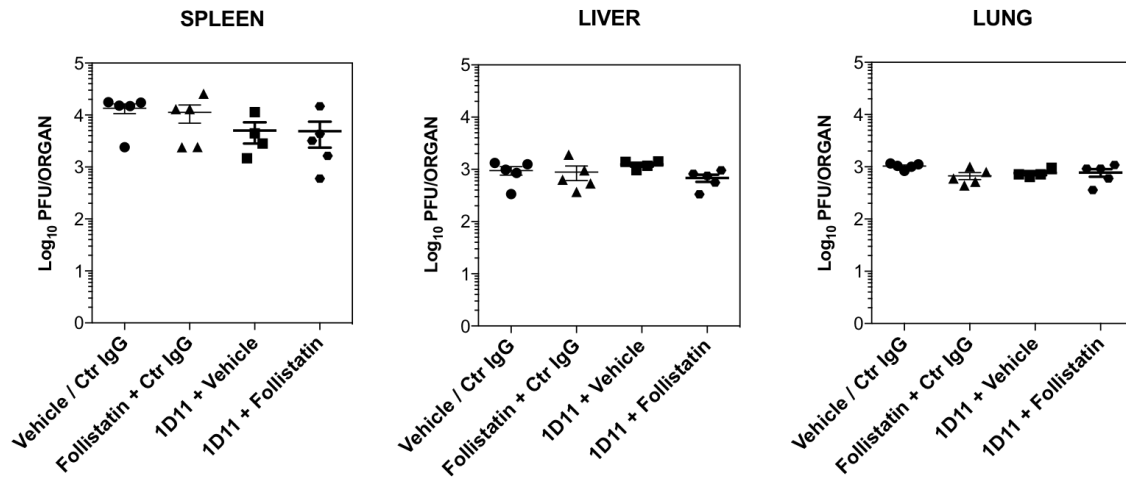 SPLEEN
Log10 PFU/ORGAN
5
4
3
2
1
0
Vehicle / Ctr IgG
Follistatin + Ctr IgG
1D11 + Vehicle
1D11 + Follistatin
LIVER
Log10 PFU/ORGAN
5
4
3
2
1
0
Vehicle / Ctr IgG
Follistatin + Ctr IgG
1D11 + Vehicle
1D11 + Follistatin
LUNG
Log10 PFU/ORGAN
5
4
3
2
1
0
Vehicle / Ctr IgG
Follistatin + Ctr IgG
1D11 + Vehicle
1D11 + Follistatin